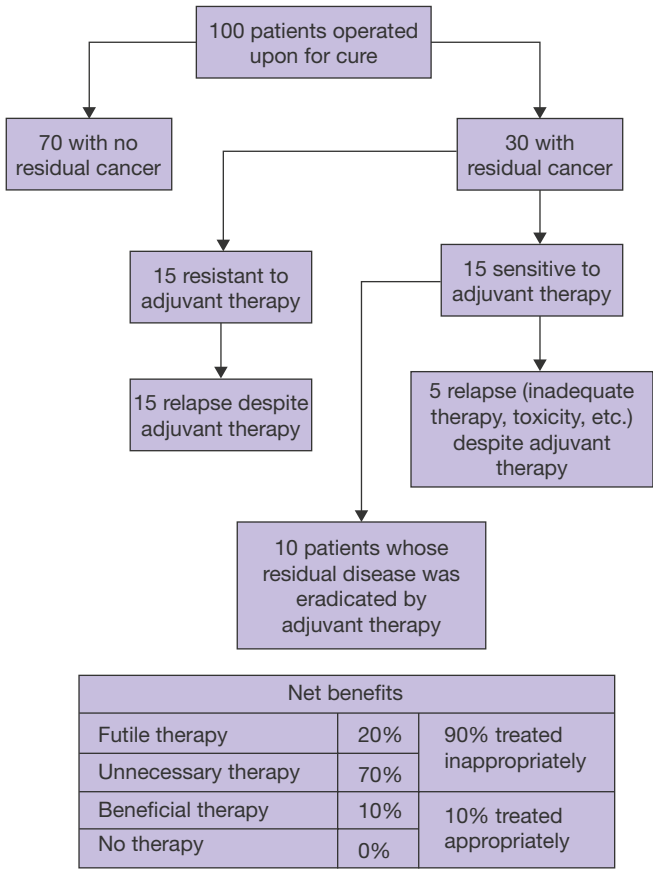 100 patients operated
upon for cure
70 with no
residual cancer
30 with
residual cancer
15 resistant to
adjuvant therapy
15 sensitive to
adjuvant therapy
15 relapse despite
adjuvant therapy
5 relapse (inadequate
therapy, toxicity, etc.)
despite adjuvant
therapy
10 patients whose
residual disease was
eradicated by
adjuvant therapy
Net benefits
Futile therapy 20%
Unnecessary therapy 70%
90% treated
inappropriately
Beneficial therapy 10%
No therapy 0%
10% treated
appropriately